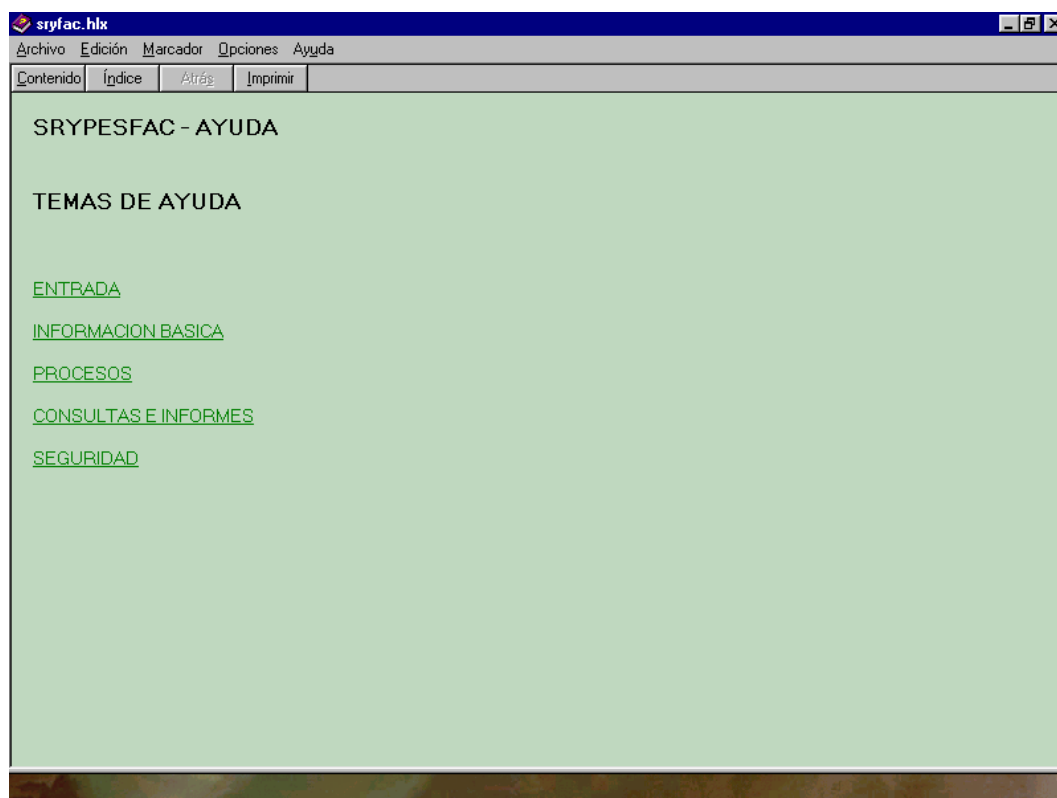 sryfac.hlx
Archivo Edición Marcador Opciones Ayuda
Contenido Índice Atrás Imprimir
SRYPESFAC - AYUDA
TEMAS DE AYUDA
ENTRADA
INFORMACION BASICA
PROCESOS
CONSULTAS E INFORMES
SEGURIDAD